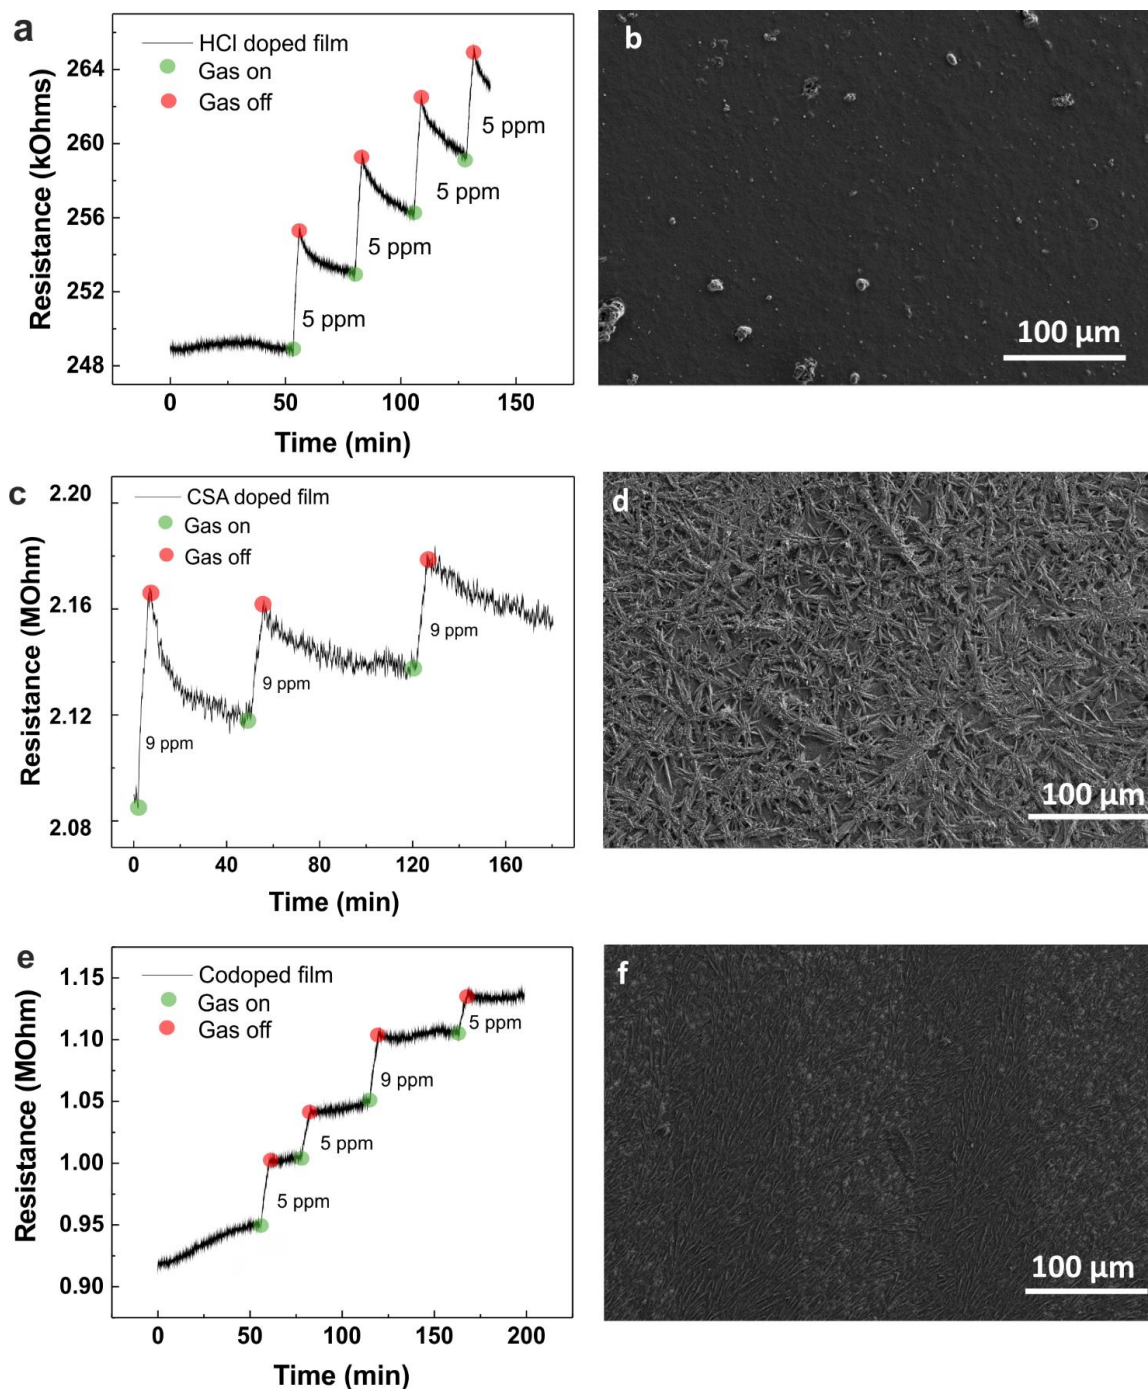 a
HCl doped film
Gas on
Gas off
264
260
256
252
248
5 ppm
5 ppm
5 ppm
5 ppm
0
50
100
150
Resistance (kOhms)
Time (min)
b
100 µm
c
CSA doped film
Gas on
Gas off
2.20
2.16
2.12
2.08
9 ppm
9 ppm
9 ppm
0
40
80
120
160
Resistance (MOhm)
Time (min)
d
100 µm
e
Codoped film
Gas on
Gas off
1.15
1.10
1.05
1.00
0.95
0.90
5 ppm
5 ppm
9 ppm
5 ppm
0
50
100
150
200
Resistance (MOhm)
Time (min)
f
100 µm